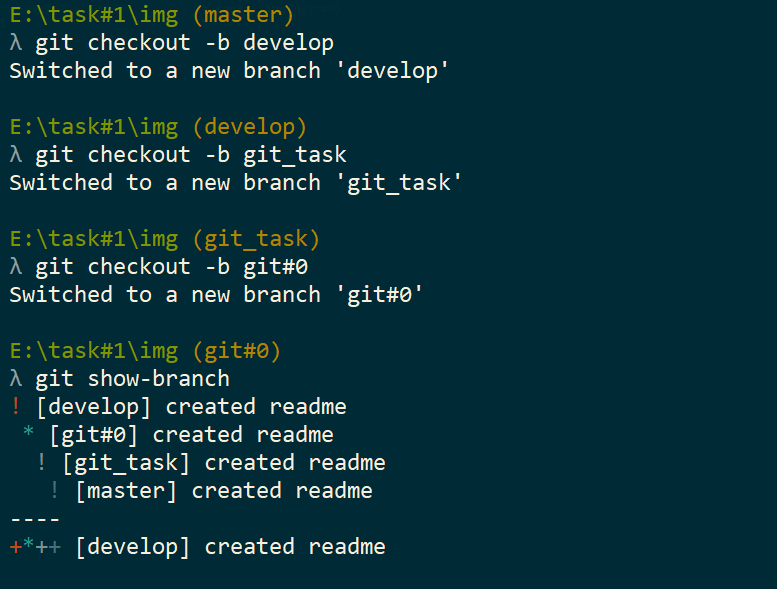 E:\task#1\img (master)
λ git checkout -b develop
Switched to a new branch 'develop'
E:\task#1\img (develop)
λ git checkout -b git_task
Switched to a new branch 'git_task'
E:\task#1\img (git_task)
λ git checkout -b git#0
Switched to a new branch 'git#0'
E:\task#1\img (git#0)
λ git show-branch
! [develop] created readme
 * [git#0] created readme
  ! [git_task] created readme
   ! [master] created readme
----
+*++ [develop] created readme